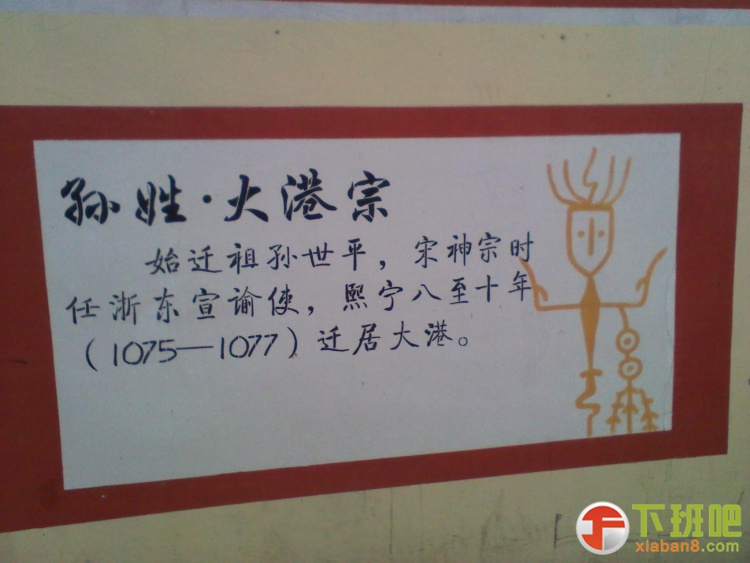 孙姓·大港宗
始迁祖孙世平，宋神宗时
任浙东宣谕使，熙宁八至十年
（1075—1077）迁居大港。
下班吧
xiaban8.com